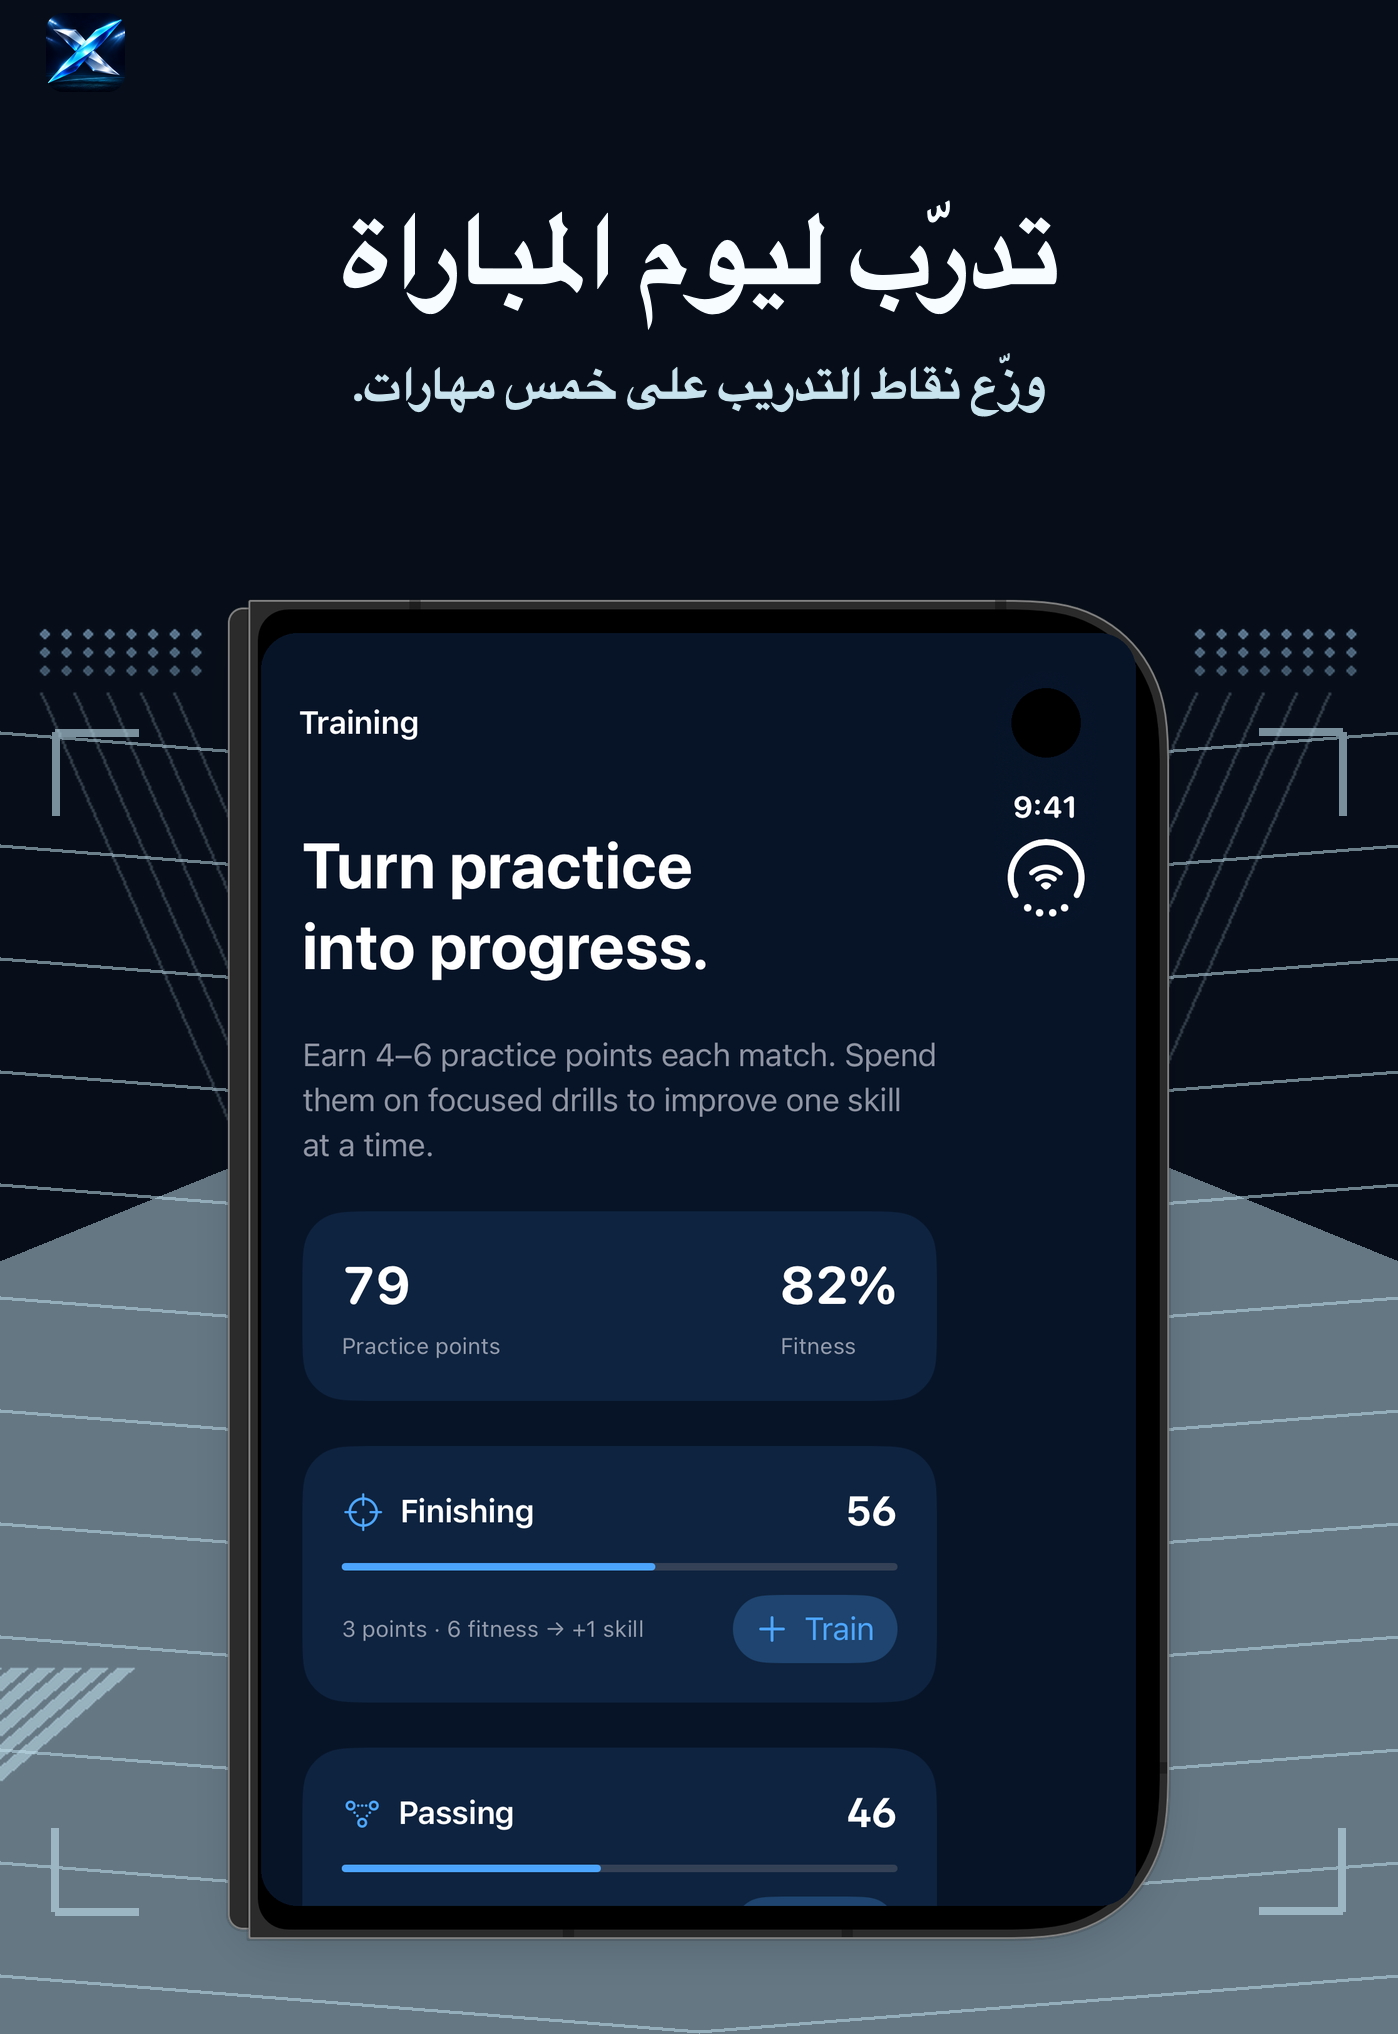 تدرّب ليوم المباراة
وزّع نقاط التدريب على خمس مهارات.
Training
9:41
Turn practice
into progress.
Earn 4–6 practice points each match. Spend
them on focused drills to improve one skill
at a time.
79
82%
Practice points
Fitness
Finishing
56
3 points · 6 fitness → +1 skill
+ Train
Passing
46